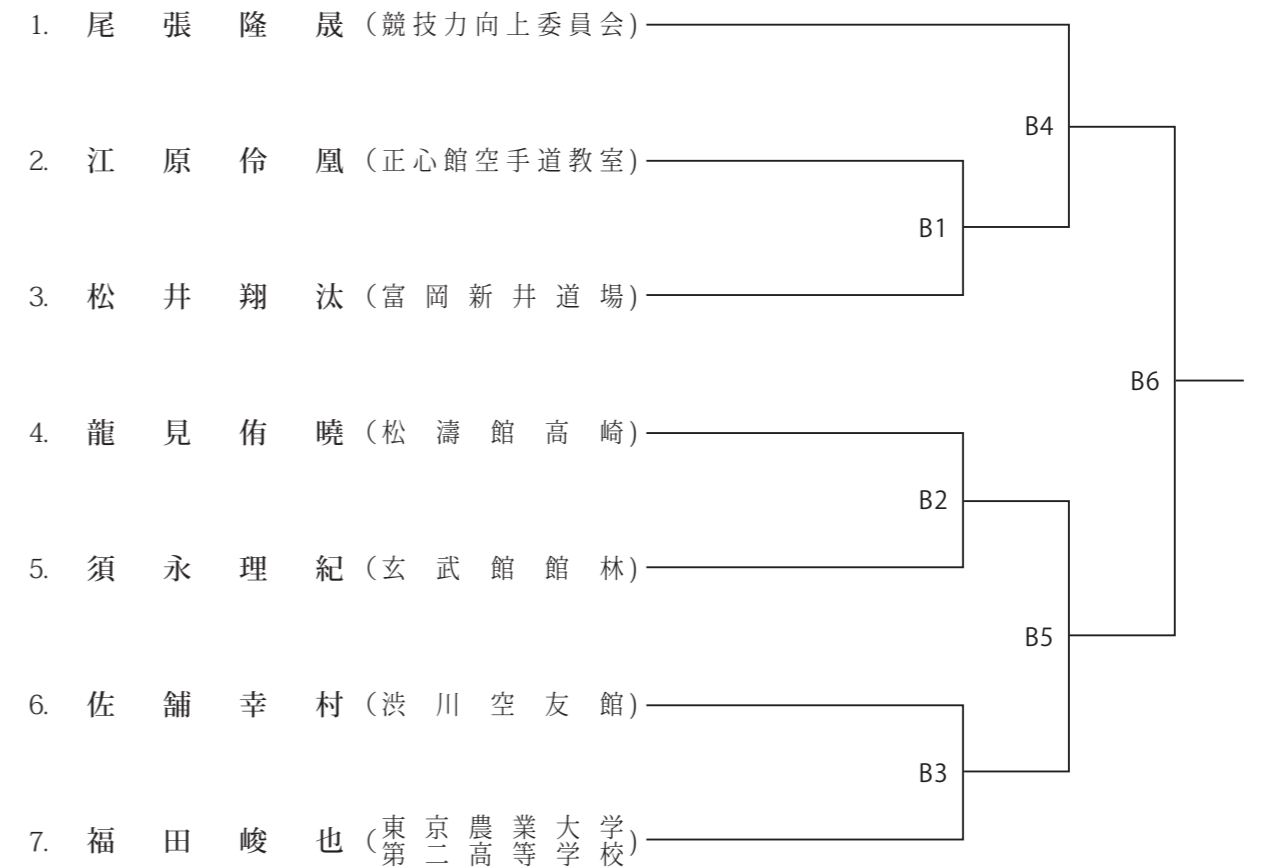 1. 尾張隆晟（競技力向上委員会）
B4
2. 江原伶凰（正心館空手道教室）
B1
3. 松井翔汰（富岡新井道場）
B6
4. 龍見侑暁（松濤館高崎）
B2
5. 須永理紀（玄武館館林）
B5
6. 佐舗幸村（渋川空友館）
B3
7. 福田峻也（東京農業大学
第二高等学校）